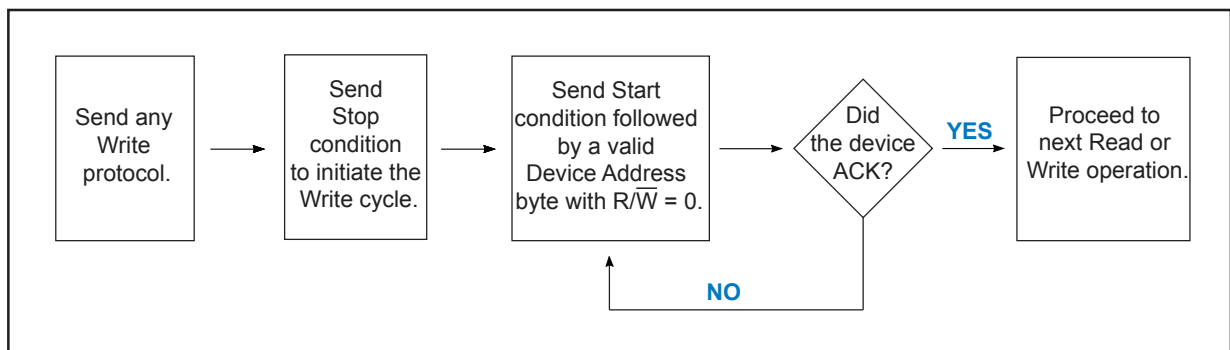 Send any
Write
protocol.
Send
Stop
condition
to initiate the
Write cycle.
Send Start
condition followed
by a valid
Device Address
byte with R/W̅ = 0.
Did
the device
ACK?
YES
Proceed to
next Read or
Write operation.
NO